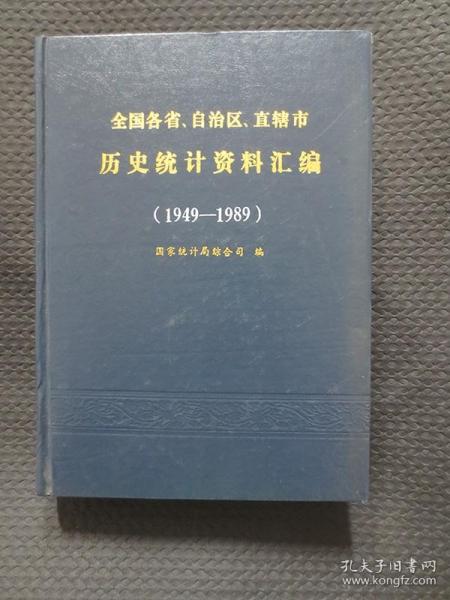 全国各省、自治区、直辖市
历史统计资料汇编
（1949—1989）
国家统计局综合司 编
孔夫子旧书网
www.kongfz.com